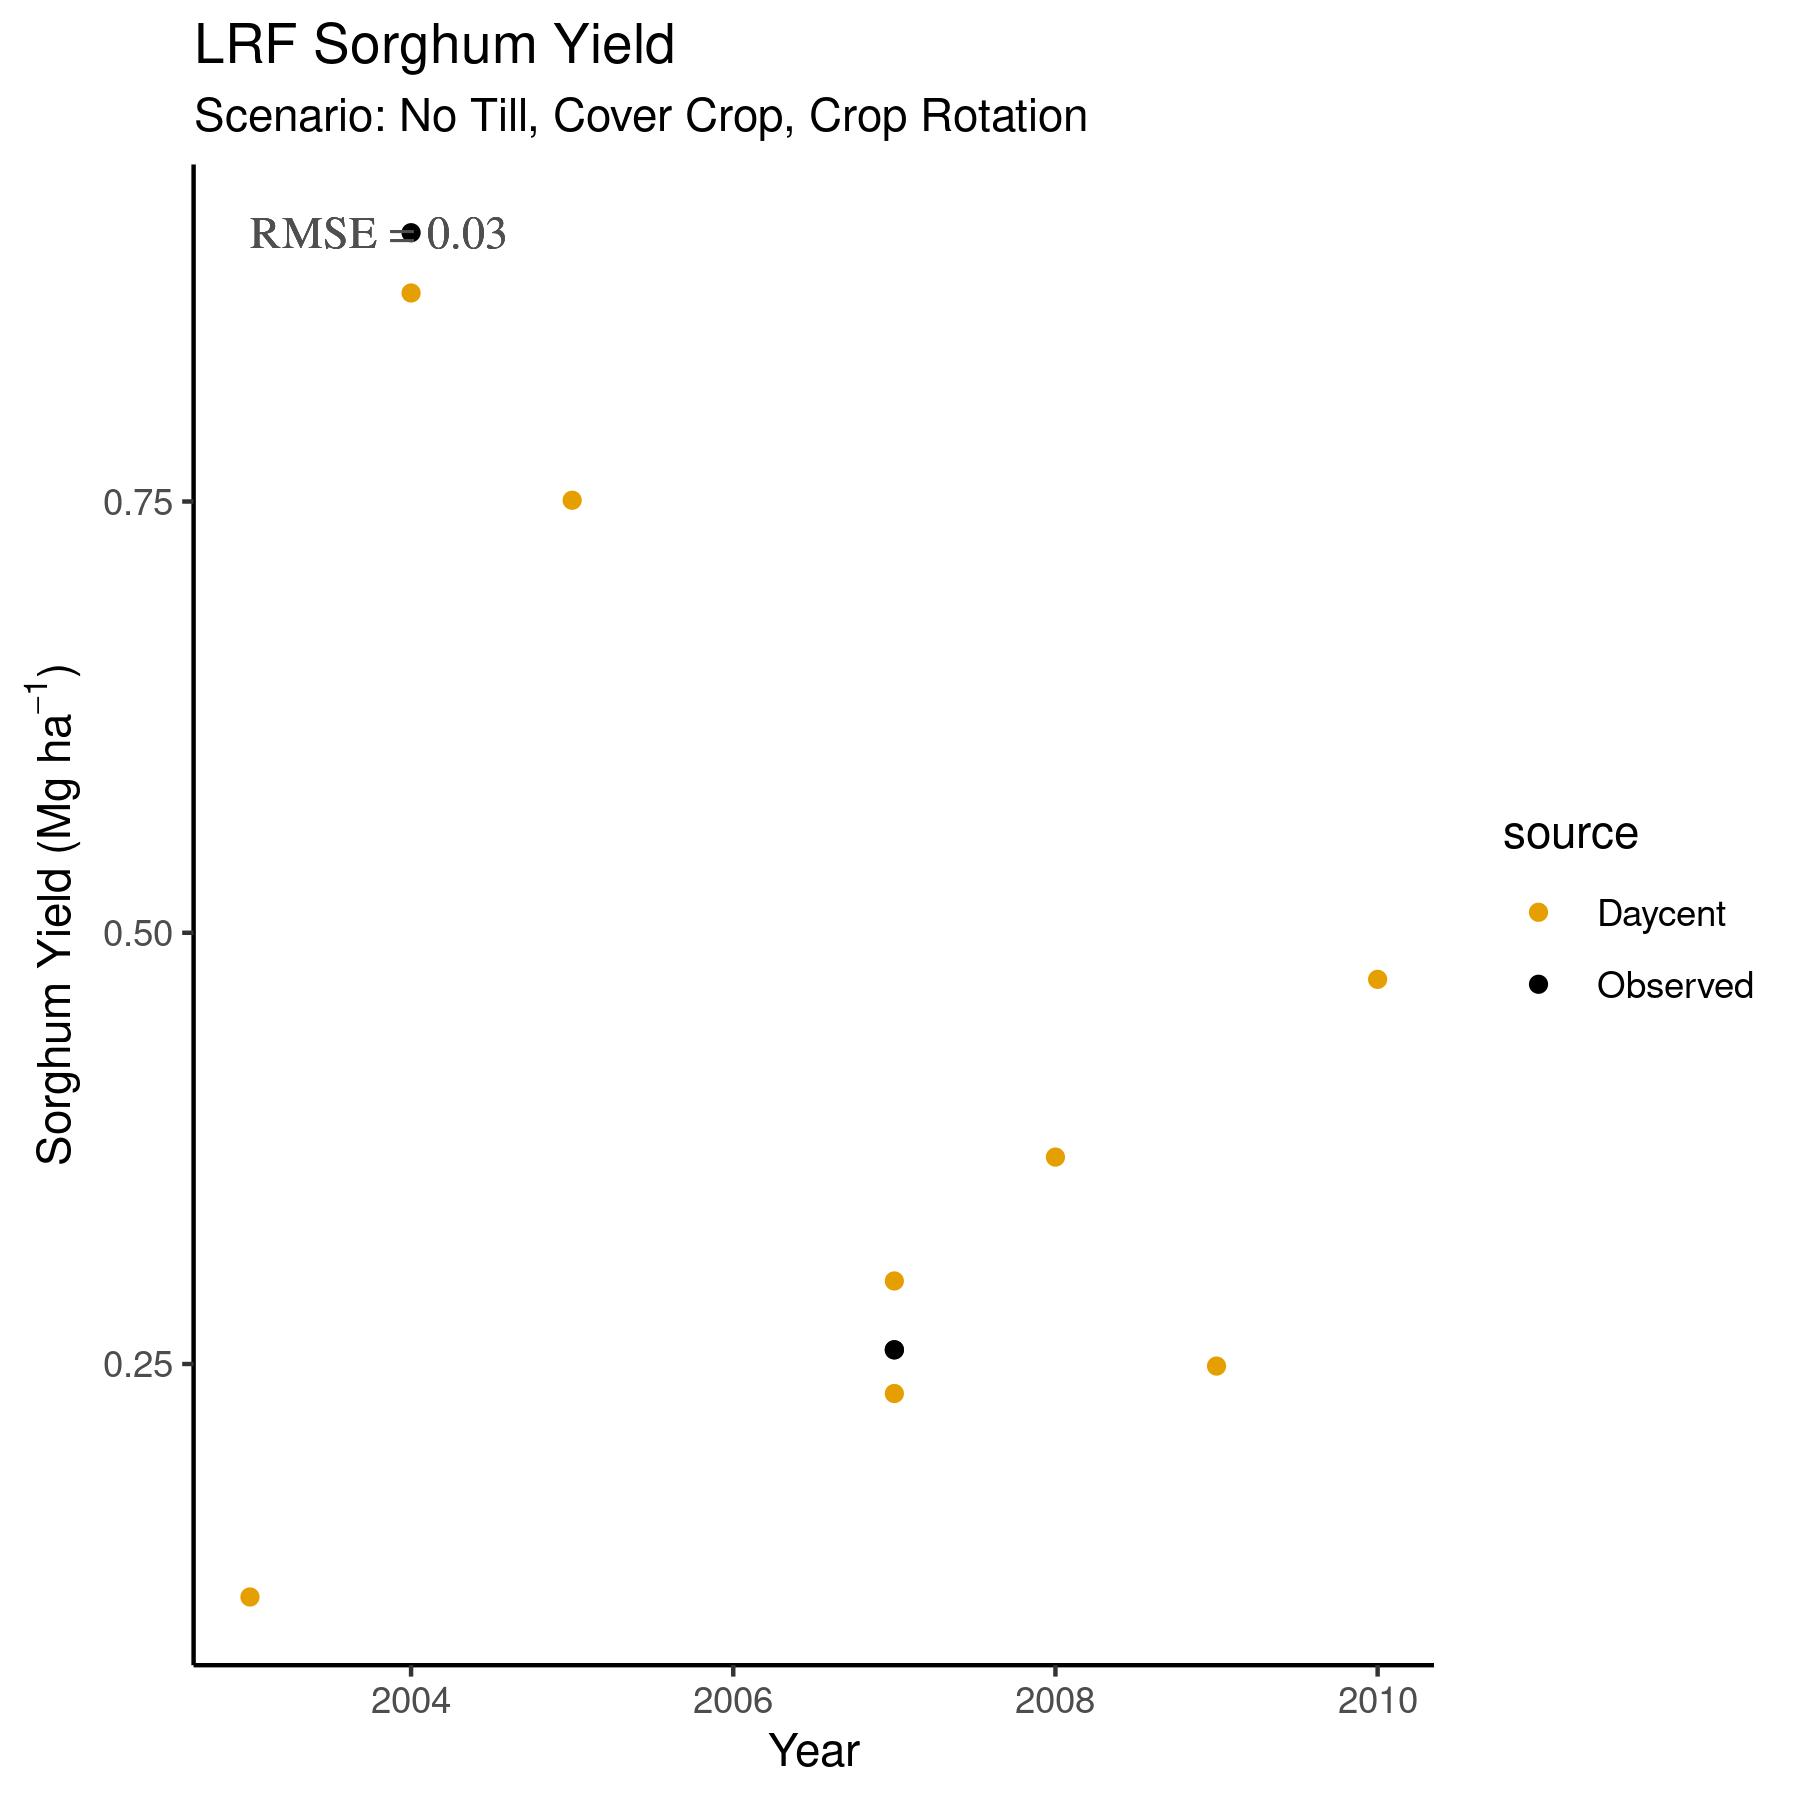 LRF Sorghum Yield
Scenario: No Till, Cover Crop, Crop Rotation
RMSE = 0.03
0.75
0.50
0.25
Sorghum Yield (Mg ha⁻¹)
2004 2006 2008 2010
Year
source
Daycent
Observed